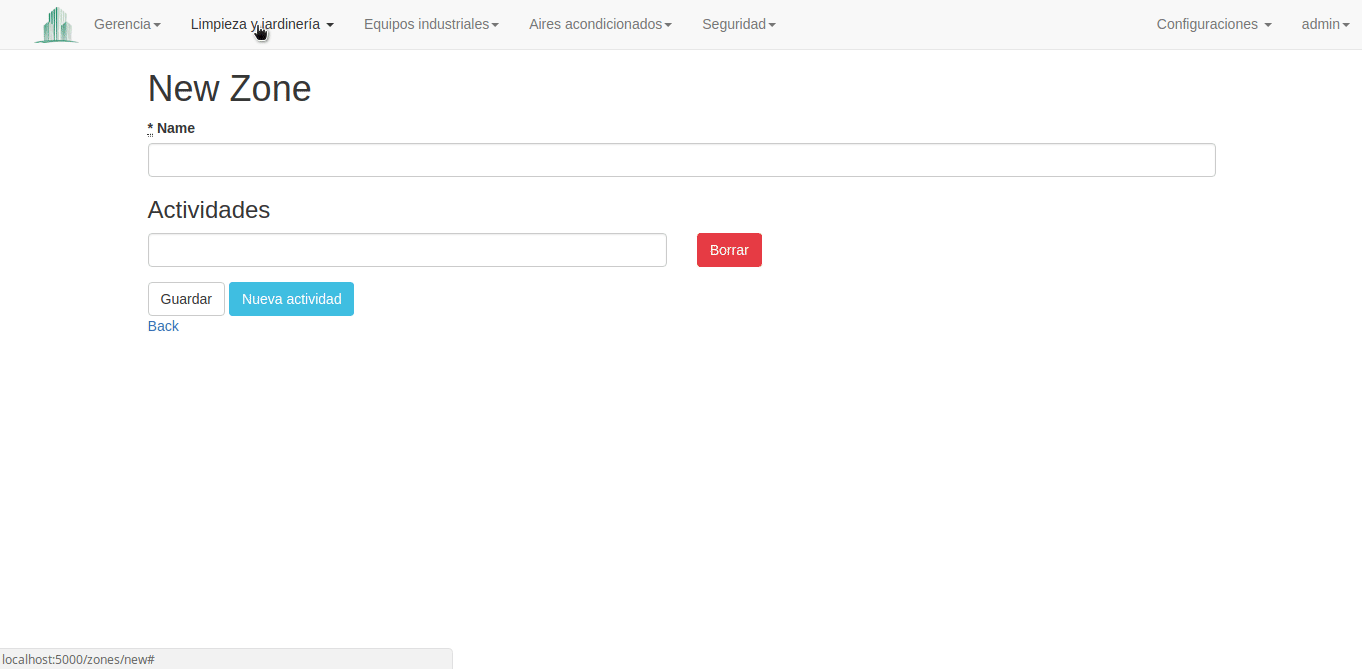 Gerencia Limpieza y jardinería Equipos industriales Aires acondicionados Seguridad Configuraciones admin
New Zone
* Name
Actividades
Borrar
Guardar Nueva actividad
Back
localhost:5000/zones/new#